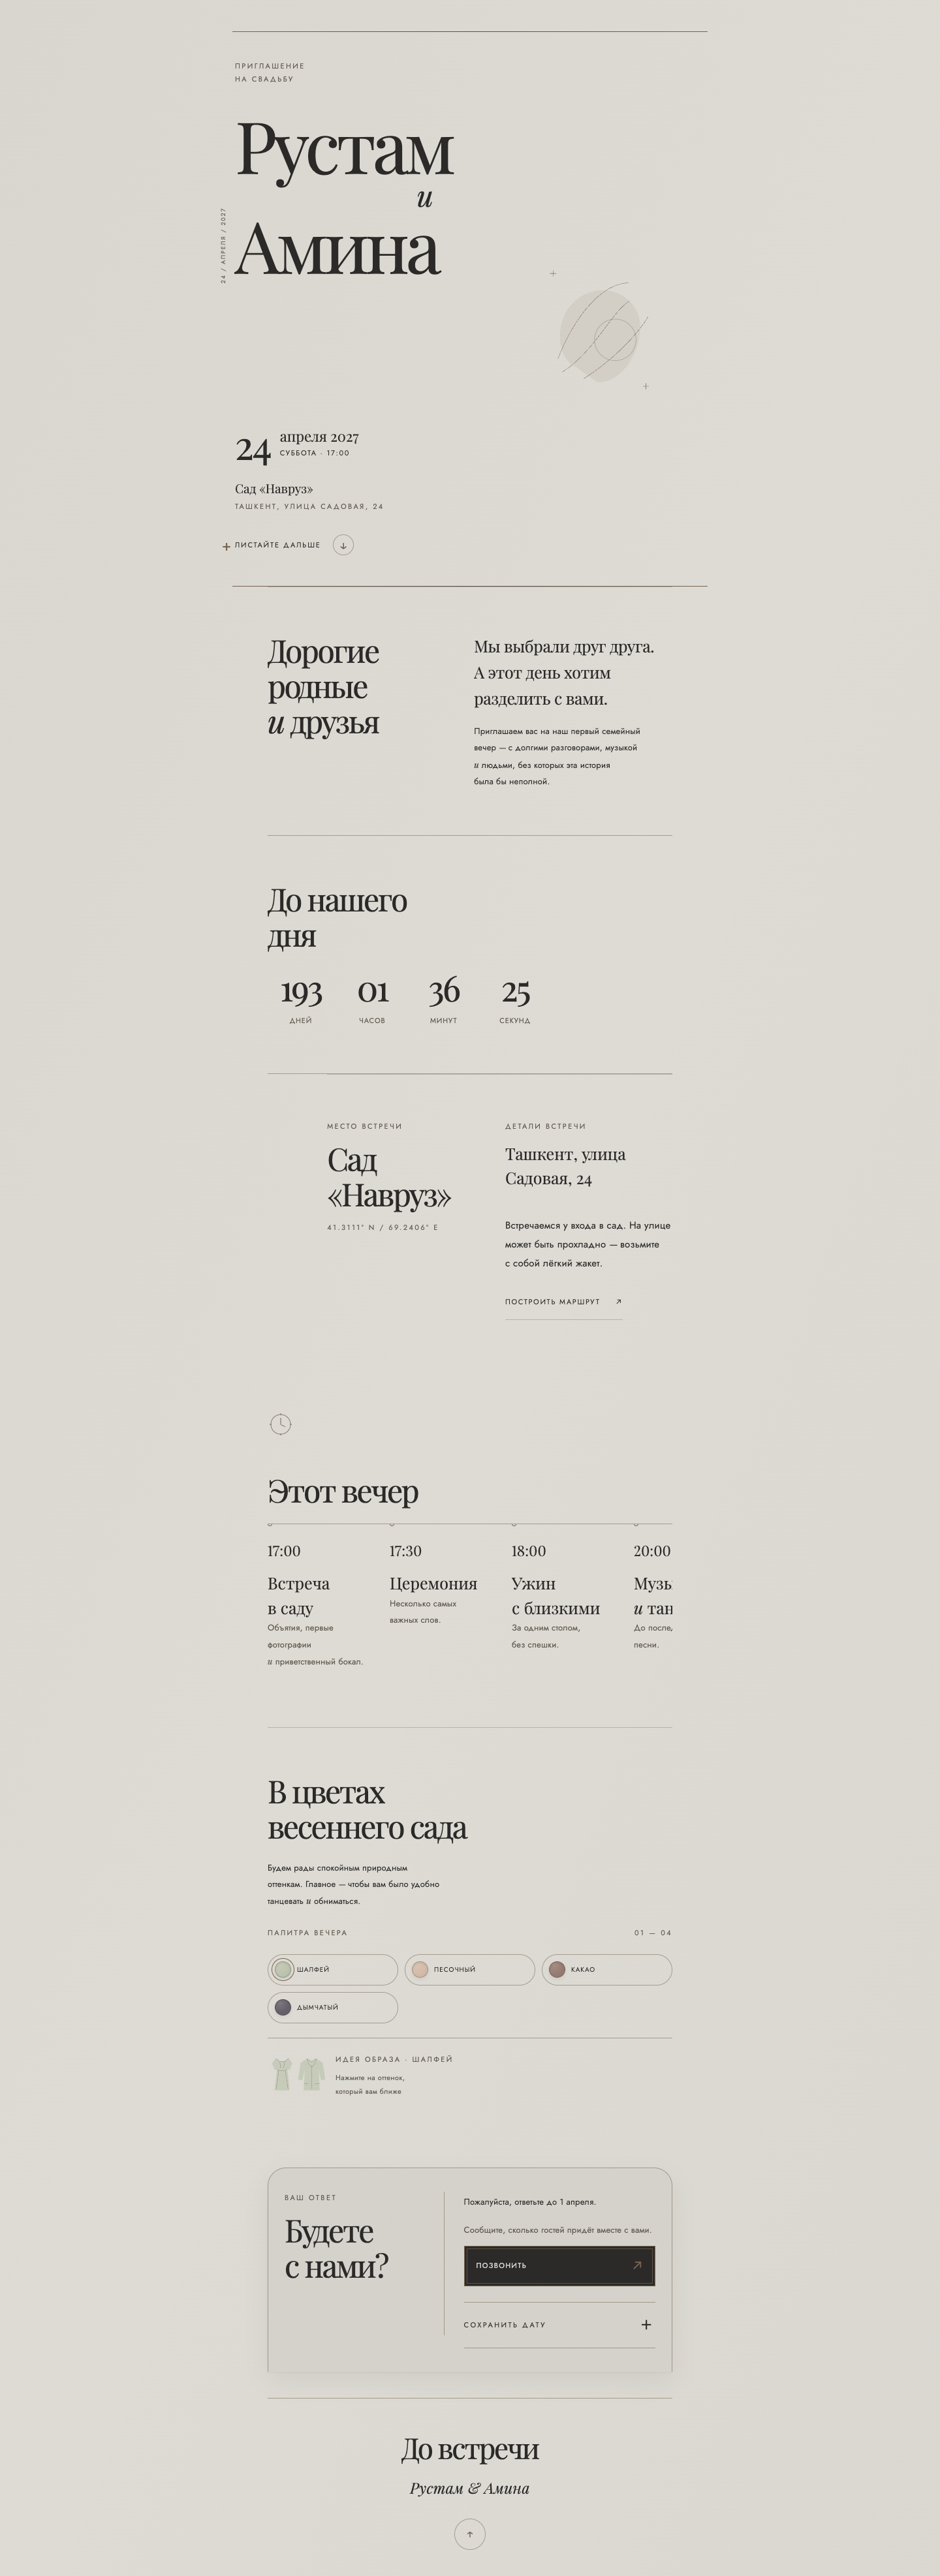 ПРИГЛАШЕНИЕ
НА СВАДЬБУ
Рустам
и
Амина
24 / АПРЕЛЯ / 2027
24 апреля 2027
СУББОТА · 17:00
Сад «Навруз»
ТАШКЕНТ, УЛИЦА САДОВАЯ, 24
ЛИСТАЙТЕ ДАЛЬШЕ
Дорогие
родные
и друзья
Мы выбрали друг друга.
А этот день хотим
разделить с вами.
Приглашаем вас на наш первый семейный
вечер — с долгими разговорами, музыкой
и людьми, без которых эта история
была бы неполной.
До нашего
дня
193 01 36 25
ДНЕЙ ЧАСОВ МИНУТ СЕКУНД
МЕСТО ВСТРЕЧИ
Сад
«Навруз»
41.3111° N / 69.2406° E
ДЕТАЛИ ВСТРЕЧИ
Ташкент, улица
Садовая, 24
Встречаемся у входа в сад. На улице
может быть прохладно — возьмите
с собой лёгкий жакет.
ПОСТРОИТЬ МАРШРУТ
Этот вечер
17:00
Встреча
в саду
Объятия, первые
фотографии
и приветственный бокал.
17:30
Церемония
Несколько самых
важных слов.
18:00
Ужин
с близкими
За одним столом,
без спешки.
20:00
и
песни.
В цветах
весеннего сада
Будем рады спокойным природным
оттенкам. Главное — чтобы вам было удобно
танцевать и обниматься.
ПАЛИТРА ВЕЧЕРА
01 — 04
ШАЛФЕЙ
ПЕСОЧНЫЙ
КАКАО
ДЫМЧАТЫЙ
ИДЕЯ ОБРАЗА · ШАЛФЕЙ
Нажмите на оттенок,
который вам ближе
ВАШ ОТВЕТ
Будете
с нами?
Пожалуйста, ответьте до 1 апреля.
Сообщите, сколько гостей придёт вместе с вами.
ПОЗВОНИТЬ
СОХРАНИТЬ ДАТУ
До встречи
Рустам & Амина